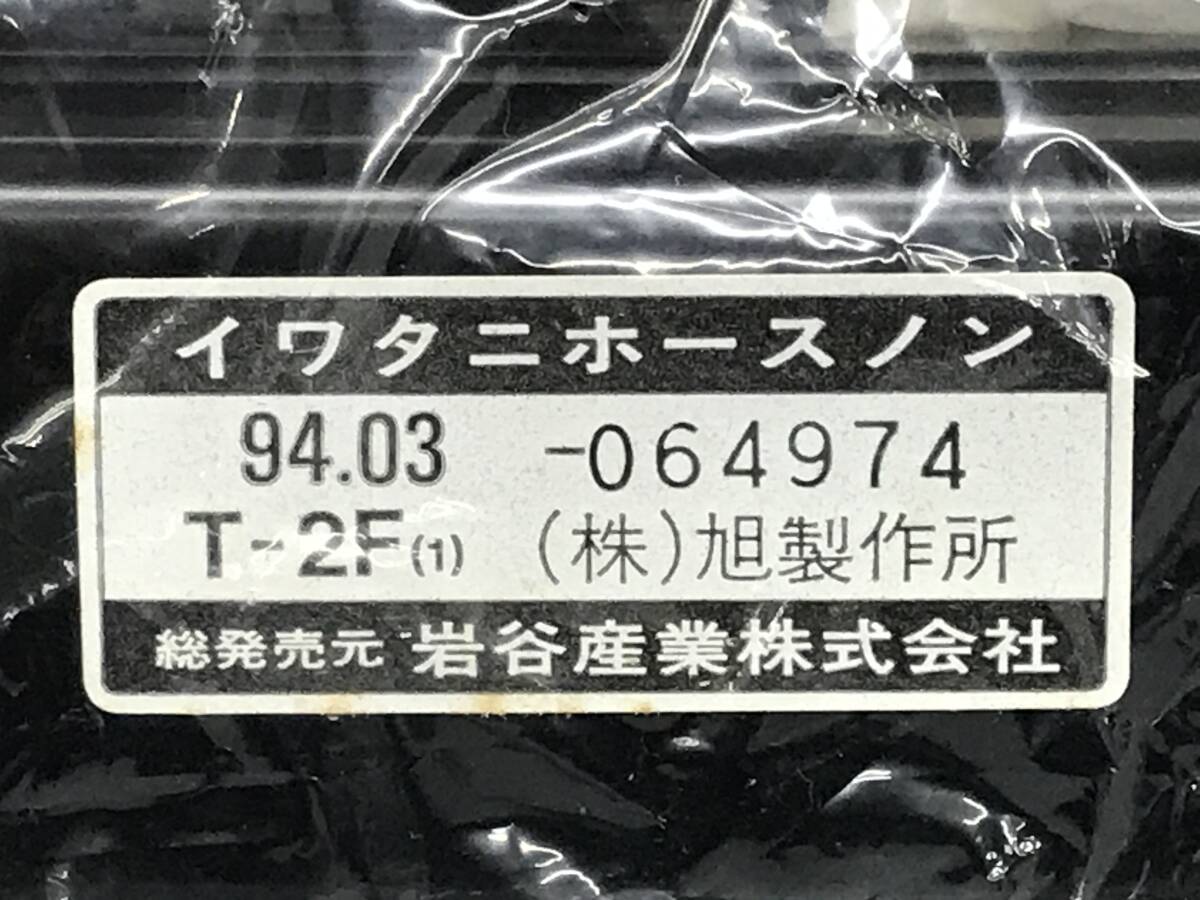 イワタニホースノン
94.03 -064974
T-2F(1) (株)旭製作所
総発売元 岩谷産業株式会社